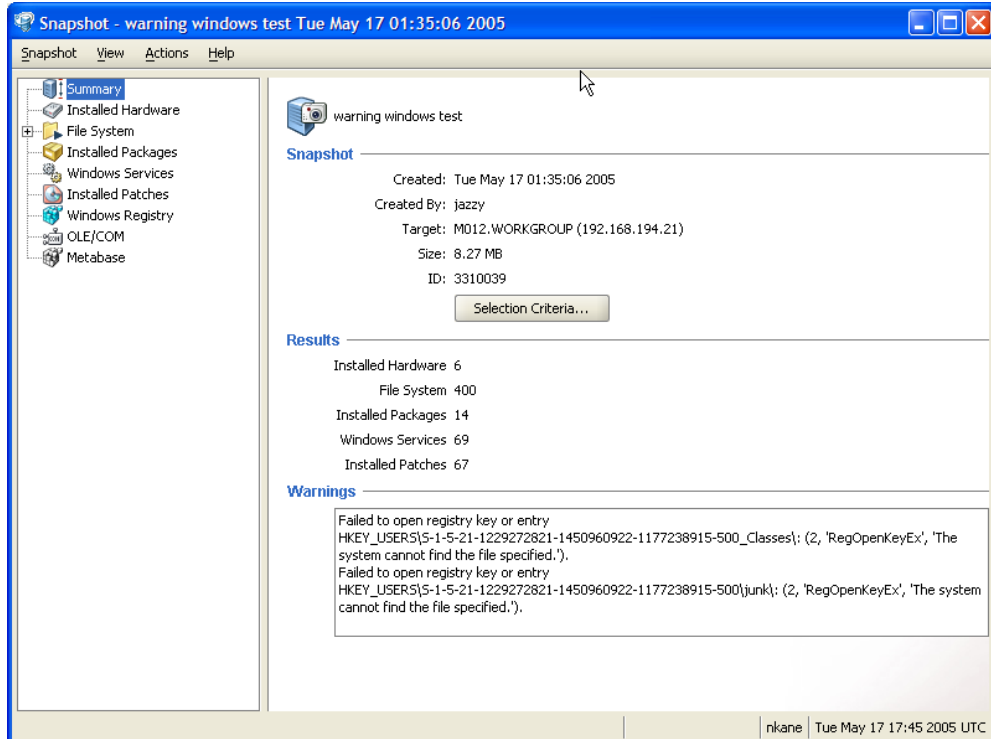 Snapshot - warning windows test Tue May 17 01:35:06 2005
Snapshot View Actions Help
Summary
Installed Hardware
File System
Installed Packages
Windows Services
Installed Patches
Windows Registry
OLE/COM
Metabase
warning windows test
Snapshot
Created: Tue May 17 01:35:06 2005
Created By: jazzy
Target: M012.WORKGROUP (192.168.194.21)
Size: 8.27 MB
ID: 3310039
Selection Criteria...
Results
Installed Hardware 6
File System 400
Installed Packages 14
Windows Services 69
Installed Patches 67
Warnings
Failed to open registry key or entry
HKEY_USERS\S-1-5-21-1229272821-1450960922-1177238915-500_Classes\: (2, 'RegOpenKeyEx', 'The
system cannot find the file specified.').
Failed to open registry key or entry
HKEY_USERS\S-1-5-21-1229272821-1450960922-1177238915-500\junk\: (2, 'RegOpenKeyEx', 'The system
cannot find the file specified.').
nkane Tue May 17 17:45 2005 UTC